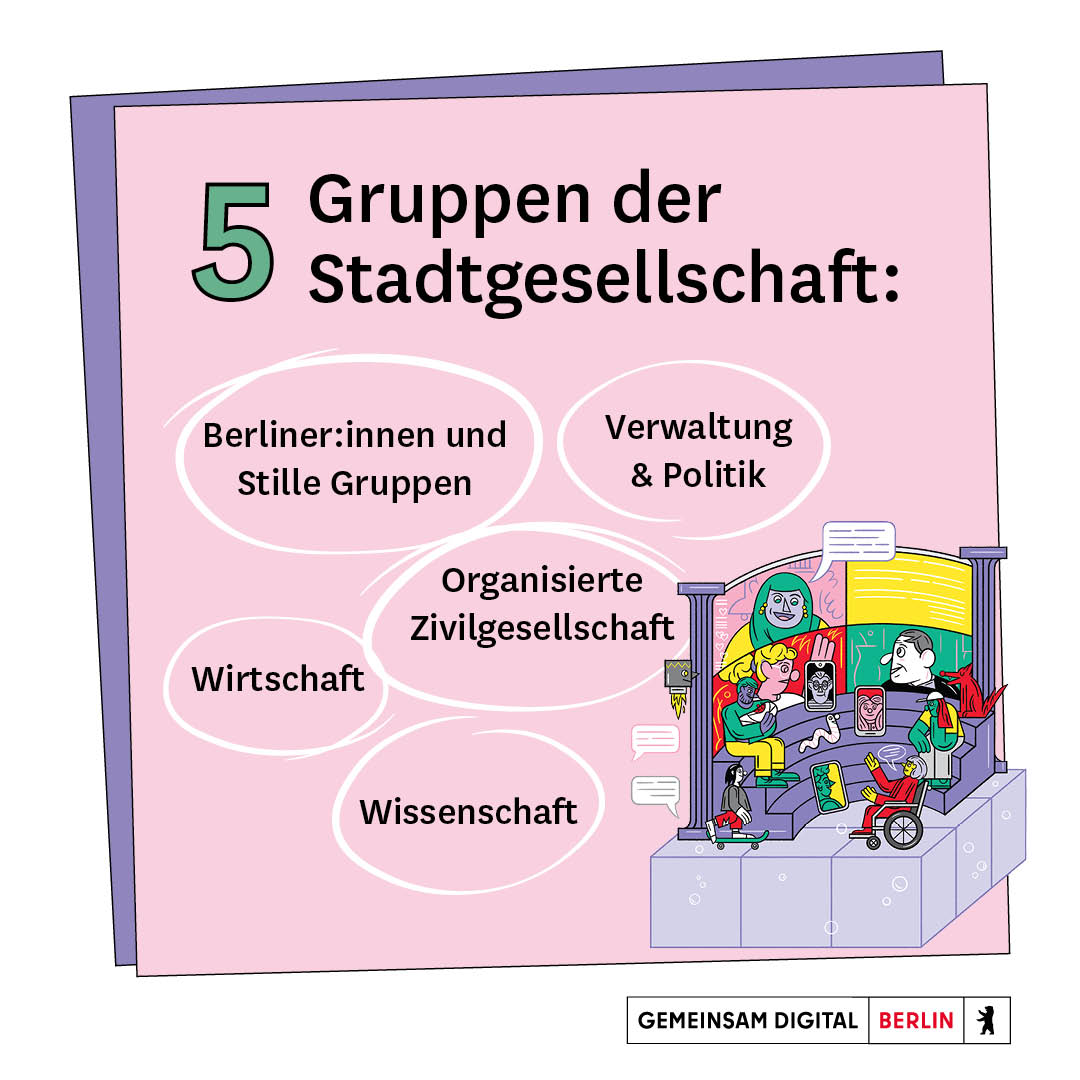 5 Gruppen der
Stadtgesellschaft:
Berliner:innen und
Stille Gruppen
Verwaltung
& Politik
Organisierte
Zivilgesellschaft
Wirtschaft
Wissenschaft
GEMEINSAM DIGITAL BERLIN